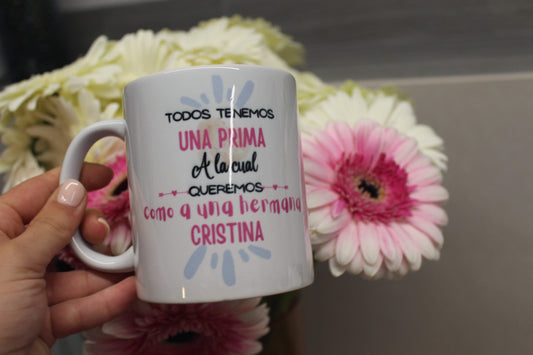 TODOS TENEMOS
UNA PRIMA
A la cual
QUEREMOS
como a una hermana
CRISTINA